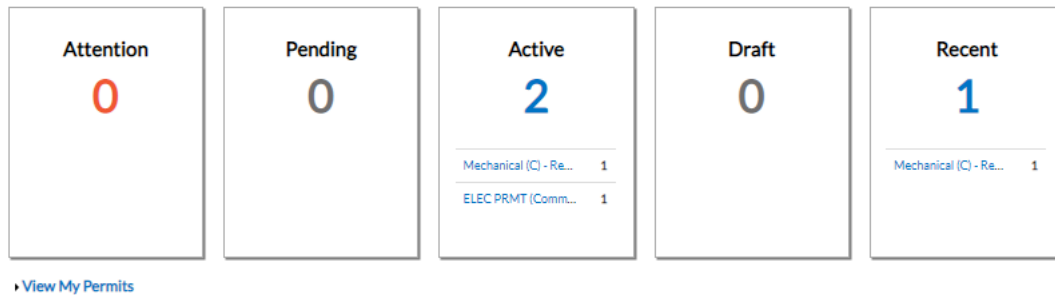 Attention
0
Pending
0
Active
2
Mechanical (C) - Re... 1
ELEC PRMT (Comm... 1
Draft
0
Recent
1
Mechanical (C) - Re... 1
View My Permits